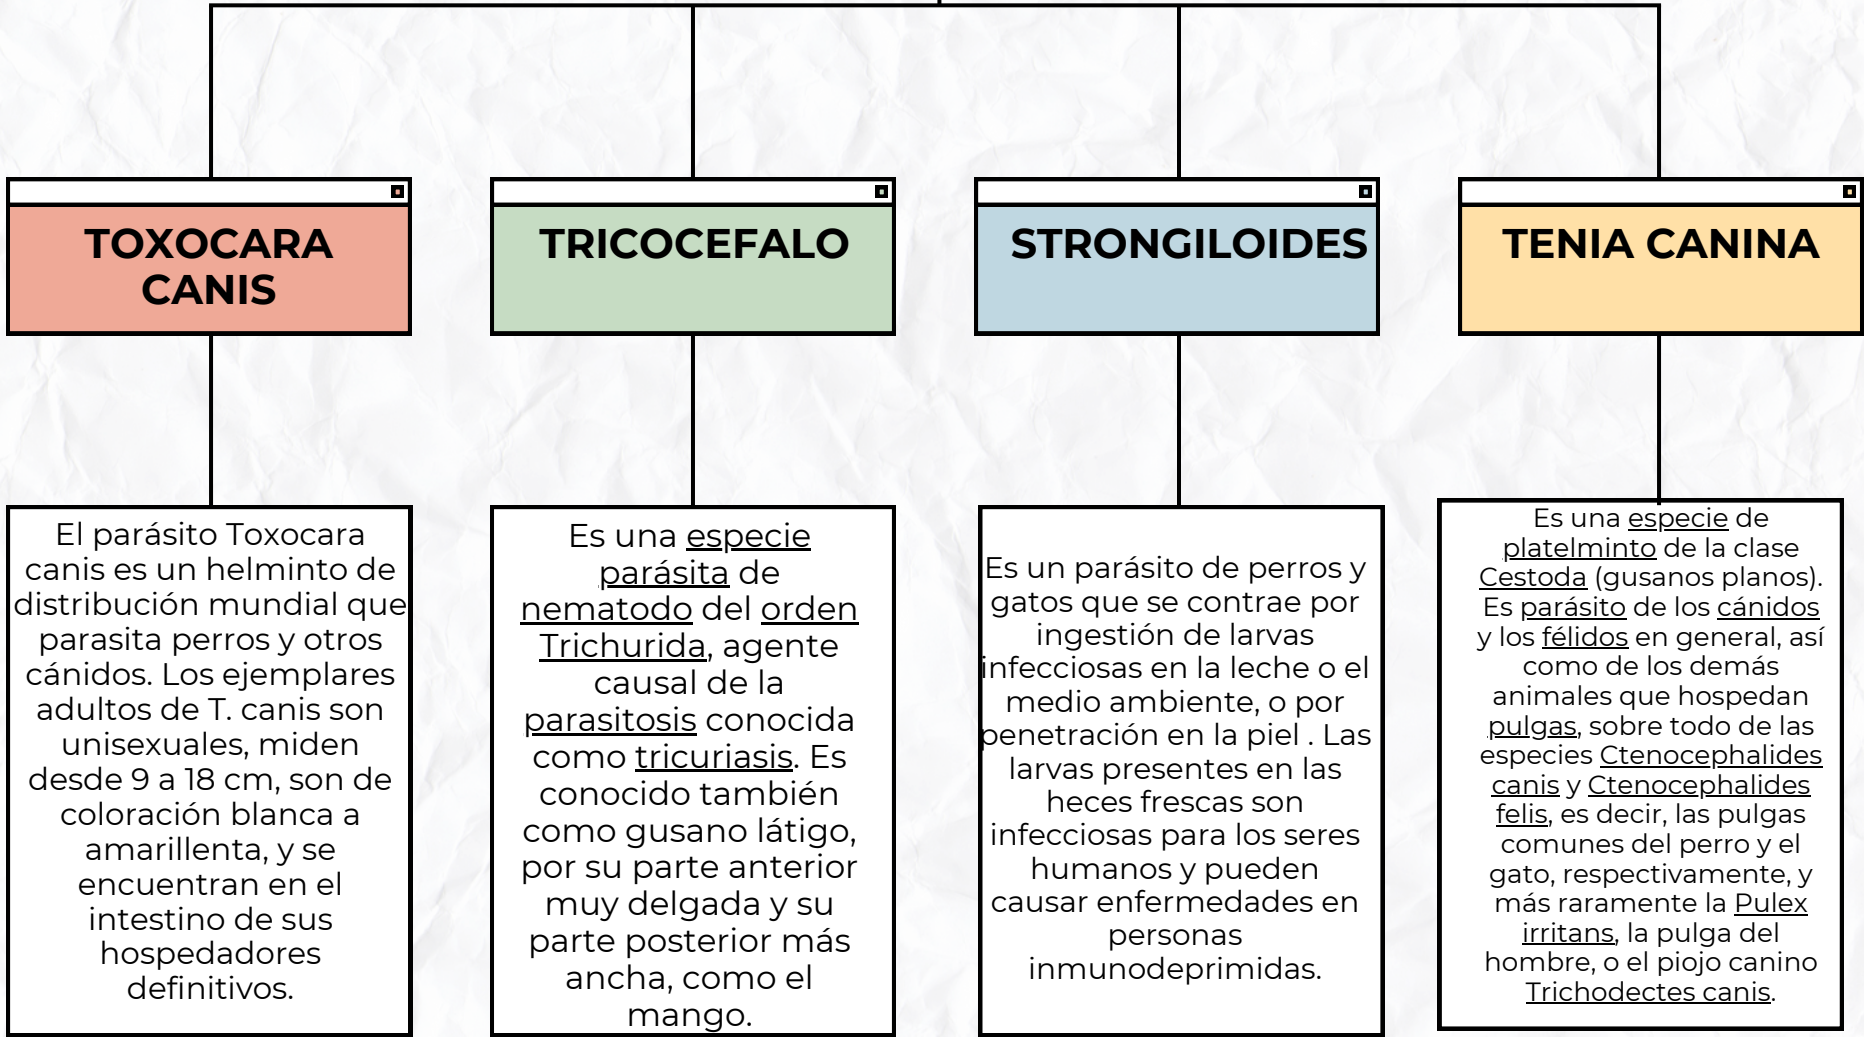 TOXOCARA
CANIS
El parásito Toxocara
canis es un helminto de
distribución mundial que
parasita perros y otros
cánidos. Los ejemplares
adultos de T. canis son
unisexuales, miden
desde 9 a 18 cm, son de
coloración blanca a
amarillenta, y se
encuentran en el
intestino de sus
hospedadores
definitivos.
TRICOCEFALO
Es una especie
parásita de
nematodo del orden
Trichurida, agente
causal de la
parasitosis conocida
como tricuriasis. Es
conocido también
como gusano látigo,
por su parte anterior
muy delgada y su
parte posterior más
ancha, como el
mango.
STRONGILOIDES
Es un parásito de perros y
gatos que se contrae por
ingestión de larvas
infecciosas en la leche o el
medio ambiente, o por
penetración en la piel . Las
larvas presentes en las
heces frescas son
infecciosas para los seres
humanos y pueden
causar enfermedades en
personas
inmunodeprimidas.
TENIA CANINA
Es una especie de
platelminto de la clase
Cestoda (gusanos planos).
Es parásito de los cánidos
y los félidos en general, así
como de los demás
animales que hospedan
pulgas, sobre todo de las
especies Ctenocephalides
canis y Ctenocephalides
felis, es decir, las pulgas
comunes del perro y el
gato, respectivamente, y
más raramente la Pulex
irritans, la pulga del
hombre, o el piojo canino
Trichodectes canis.